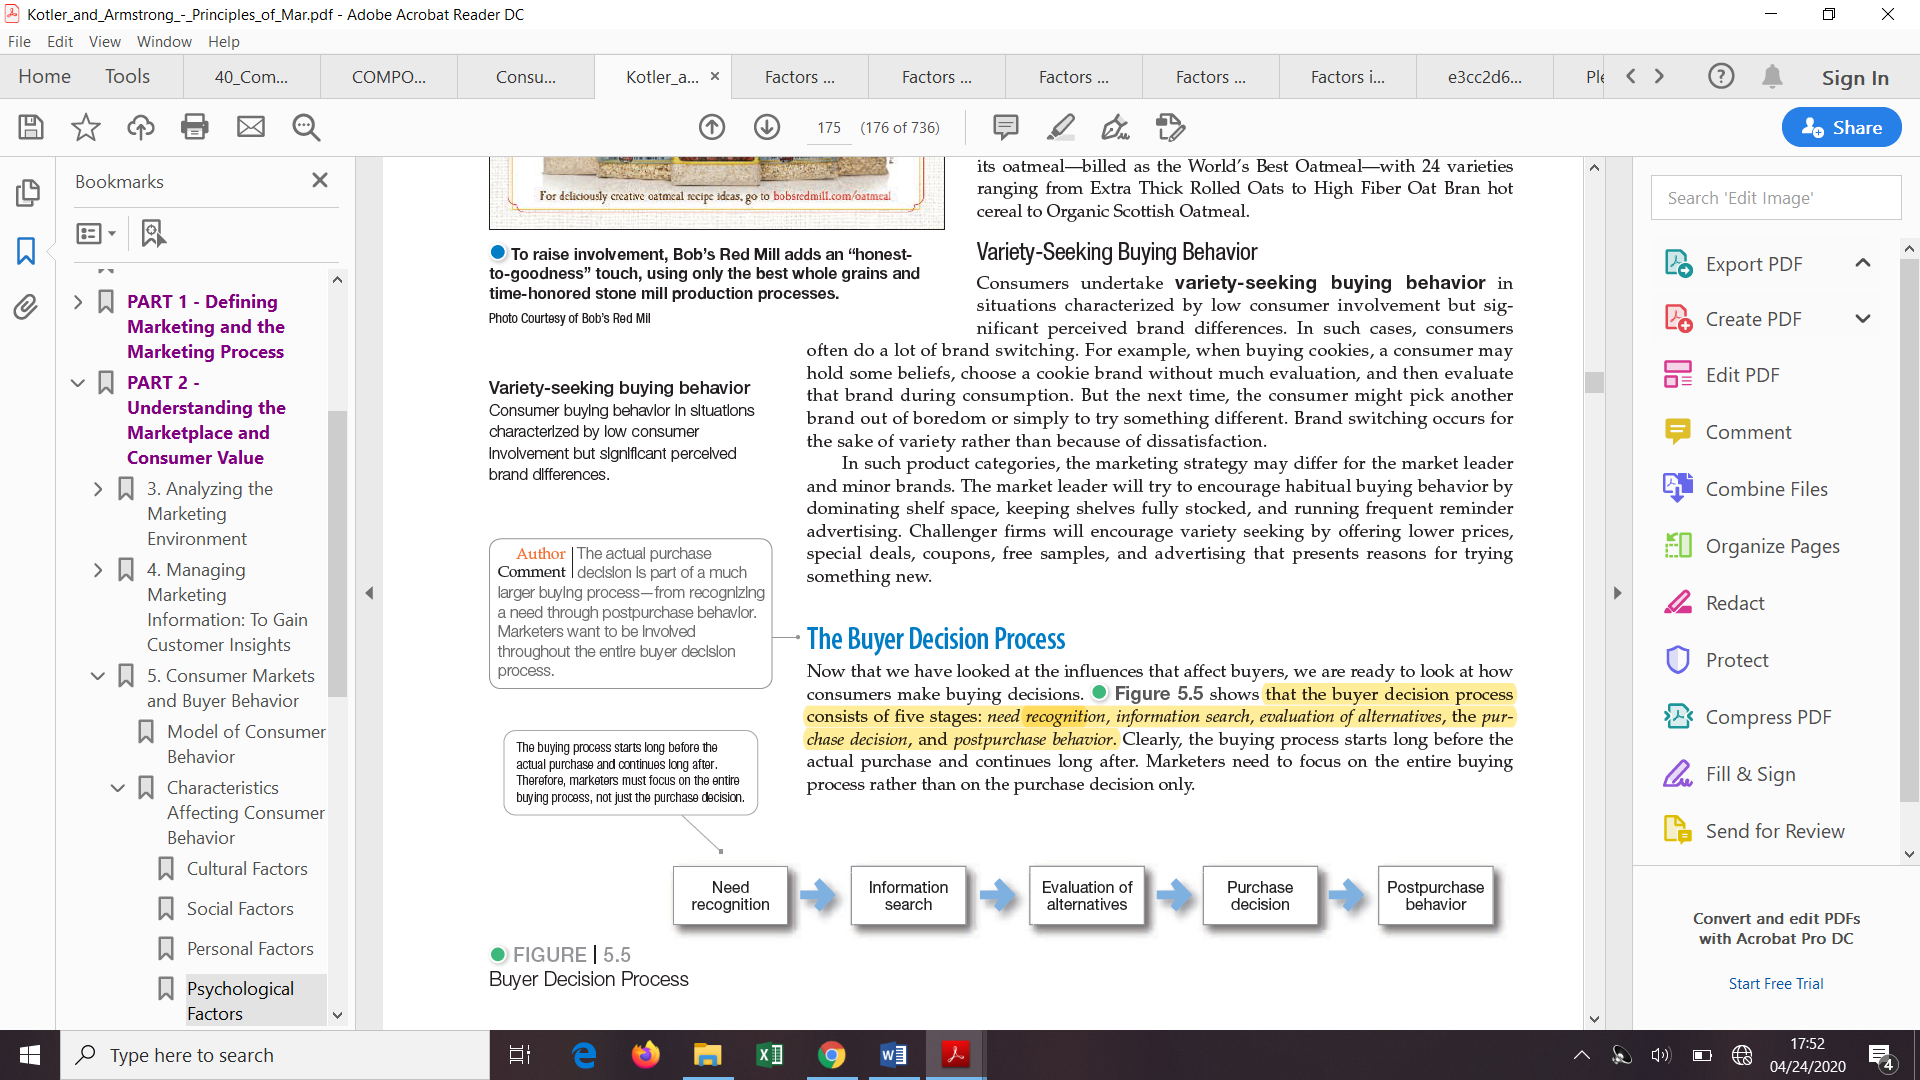 Kotler_and_Armstrong_-_Principles_of_Mar.pdf - Adobe Acrobat Reader DC
File Edit View Window Help
Home Tools 40_Com... COMPO... Consu... Kotler_a... × Factors ... Factors ... Factors ... Factors ... Factors i... e3cc2d6... Sign In
175 (176 of 736) Share
Bookmarks
PART 1 - Defining
Marketing and the
Marketing Process
PART 2 -
Understanding the
Marketplace and
Consumer Value
3. Analyzing the
Marketing
Environment
4. Managing
Marketing
Information: To Gain
Customer Insights
5. Consumer Markets
and Buyer Behavior
Model of Consumer
Behavior
Characteristics
Affecting Consumer
Behavior
Cultural Factors
Social Factors
Personal Factors
Psychological
Factors
For deliciously creative oatmeal recipe ideas, go to bobsredmill.com/oatmeal
To raise involvement, Bob's Red Mill adds an “honest-
to-goodness” touch, using only the best whole grains and
time-honored stone mill production processes.
Photo Courtesy of Bob's Red Mil
Variety-seeking buying behavior
Consumer buying behavior in situations
characterized by low consumer
involvement but significant perceived
brand differences.
Author Comment | The actual purchase
decision is part of a much
larger buying process—from recognizing
a need through postpurchase behavior.
Marketers want to be involved
throughout the entire buyer decision
process.
its oatmeal—billed as the World's Best Oatmeal—with 24 varieties
ranging from Extra Thick Rolled Oats to High Fiber Oat Bran hot
cereal to Organic Scottish Oatmeal.
Variety-Seeking Buying Behavior
Consumers undertake variety-seeking buying behavior in
situations characterized by low consumer involvement but sig-
nificant perceived brand differences. In such cases, consumers
often do a lot of brand switching. For example, when buying cookies, a consumer may
hold some beliefs, choose a cookie brand without much evaluation, and then evaluate
that brand during consumption. But the next time, the consumer might pick another
brand out of boredom or simply to try something different. Brand switching occurs for
the sake of variety rather than because of dissatisfaction.
In such product categories, the marketing strategy may differ for the market leader
and minor brands. The market leader will try to encourage habitual buying behavior by
dominating shelf space, keeping shelves fully stocked, and running frequent reminder
advertising. Challenger firms will encourage variety seeking by offering lower prices,
special deals, coupons, free samples, and advertising that presents reasons for trying
something new.
The Buyer Decision Process
Now that we have looked at the influences that affect buyers, we are ready to look at how
consumers make buying decisions. Figure 5.5 shows that the buyer decision process
consists of five stages: need recognition, information search, evaluation of alternatives, the pur-
chase decision, and postpurchase behavior. Clearly, the buying process starts long before the
actual purchase and continues long after. Marketers need to focus on the entire buying
process rather than on the purchase decision only.
The buying process starts long before the
actual purchase and continues long after.
Therefore, marketers must focus on the entire
buying process, not just the purchase decision.
Need
recognition
Information
search
Evaluation of
alternatives
Purchase
decision
Postpurchase
behavior
FIGURE | 5.5
Buyer Decision Process
Search 'Edit Image'
Export PDF
Create PDF
Edit PDF
Comment
Combine Files
Organize Pages
Redact
Protect
Compress PDF
Fill & Sign
Send for Review
Convert and edit PDFs
with Acrobat Pro DC
Start Free Trial
Type here to search
17:52
04/24/2020
4